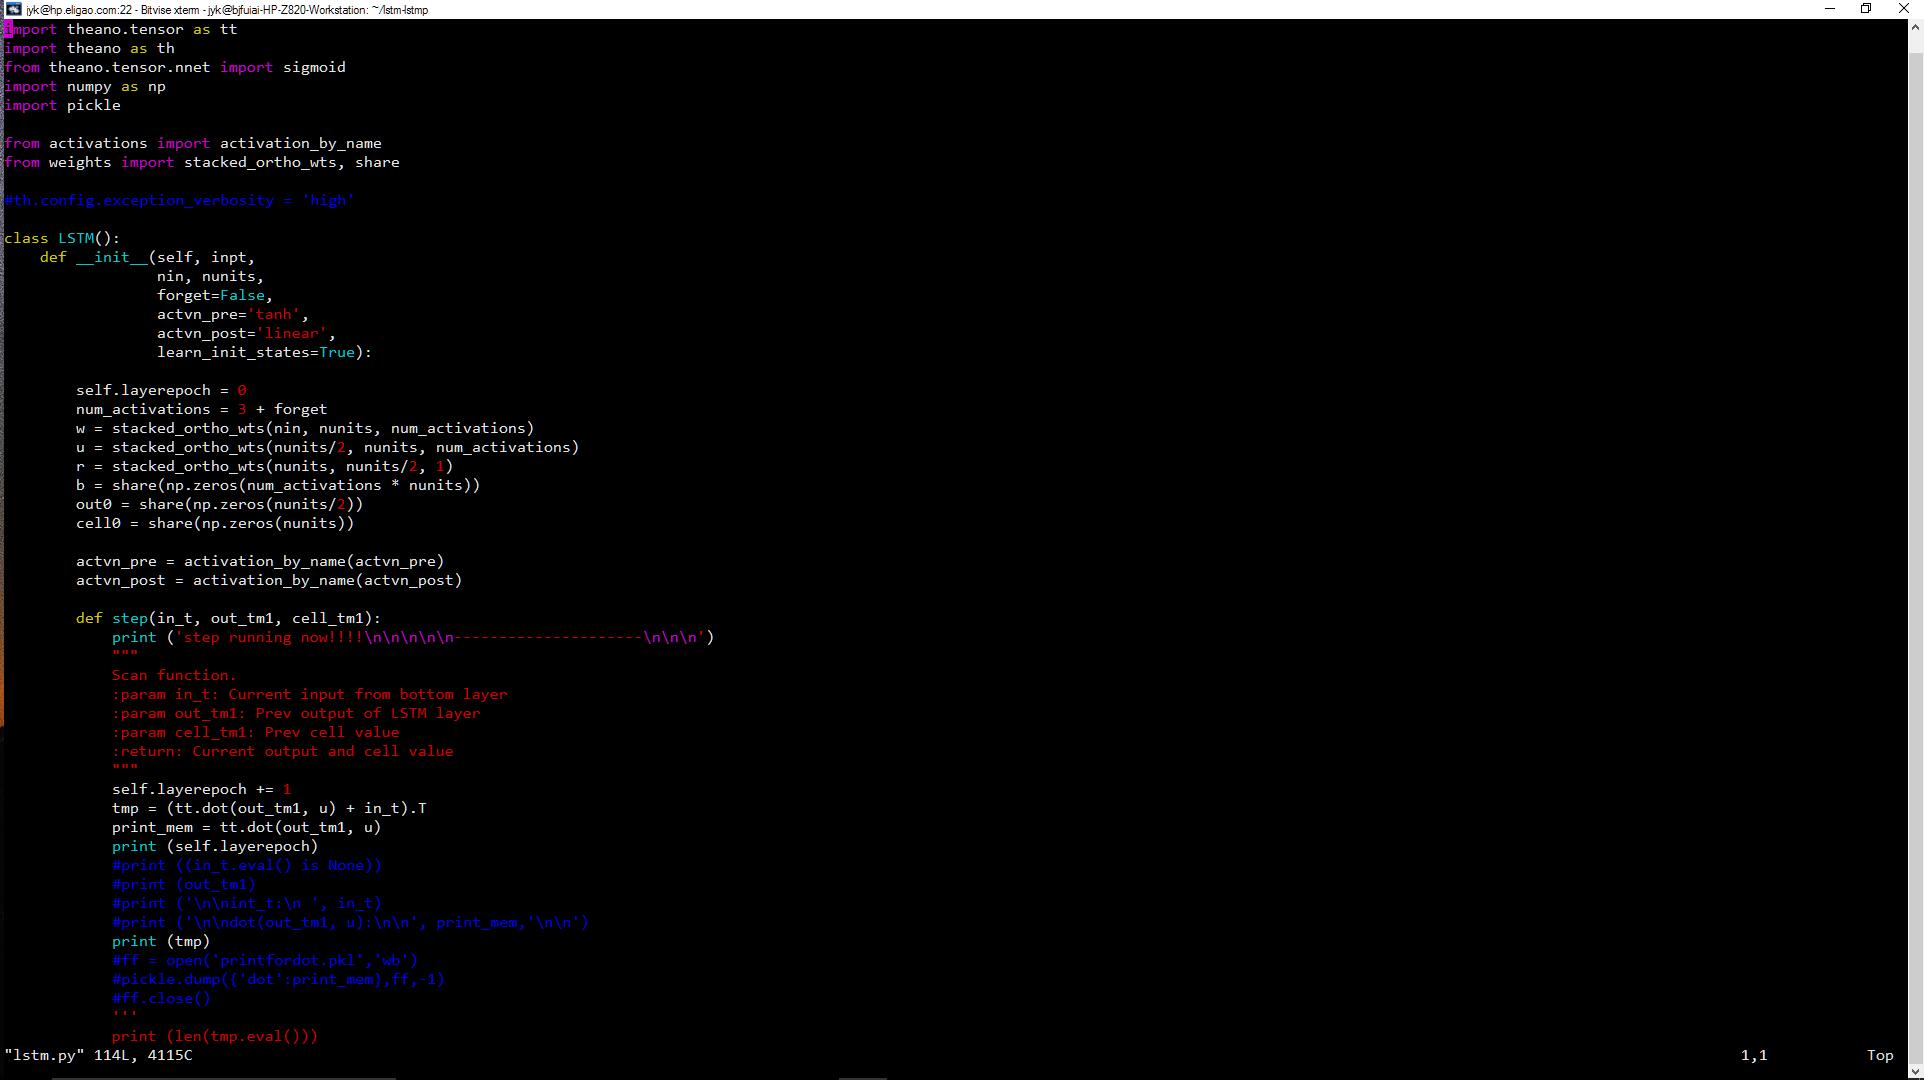 jyk@hp.eligao.com:22 - Bitvise xterm - jyk@bjfuiai-HP-Z820-Workstation: ~/lstm-lstmp
import theano.tensor as tt
import theano as th
from theano.tensor.nnet import sigmoid
import numpy as np
import pickle

from activations import activation_by_name
from weights import stacked_ortho_wts, share

#th.config.exception_verbosity = 'high'

class LSTM():
    def __init__(self, inpt,
                 nin, nunits,
                 forget=False,
                 actvn_pre='tanh',
                 actvn_post='linear',
                 learn_init_states=True):

        self.layerepoch = 0
        num_activations = 3 + forget
        w = stacked_ortho_wts(nin, nunits, num_activations)
        u = stacked_ortho_wts(nunits/2, nunits, num_activations)
        r = stacked_ortho_wts(nunits, nunits/2, 1)
        b = share(np.zeros(num_activations * nunits))
        out0 = share(np.zeros(nunits/2))
        cell0 = share(np.zeros(nunits))

        actvn_pre = activation_by_name(actvn_pre)
        actvn_post = activation_by_name(actvn_post)

        def step(in_t, out_tm1, cell_tm1):
            print ('step running now!!!!\n\n\n\n\n---------------------\n\n\n')
            """
            Scan function.
            :param in_t: Current input from bottom layer
            :param out_tm1: Prev output of LSTM layer
            :param cell_tm1: Prev cell value
            :return: Current output and cell value
            """
            self.layerepoch += 1
            tmp = (tt.dot(out_tm1, u) + in_t).T
            print_mem = tt.dot(out_tm1, u)
            print (self.layerepoch)
            #print ((in_t.eval() is None))
            #print (out_tm1)
            #print ('\n\nint_t:\n ', in_t)
            #print ('\n\ndot(out_tm1, u):\n\n', print_mem,'\n\n')
            print (tmp)
            #ff = open('printfordot.pkl','wb')
            #pickle.dump({'dot':print_mem},ff,-1)
            #ff.close()
            '''
            print (len(tmp.eval()))
"lstm.py" 114L, 4115C 1,1 Top